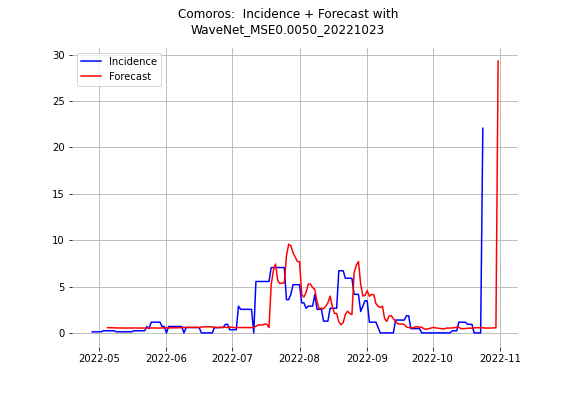 Comoros:  Incidence + Forecast with
WaveNet_MSE0.0050_20221023
Incidence
Forecast
30
25
20
15
10
5
0
2022-05 2022-06 2022-07 2022-08 2022-09 2022-10 2022-11